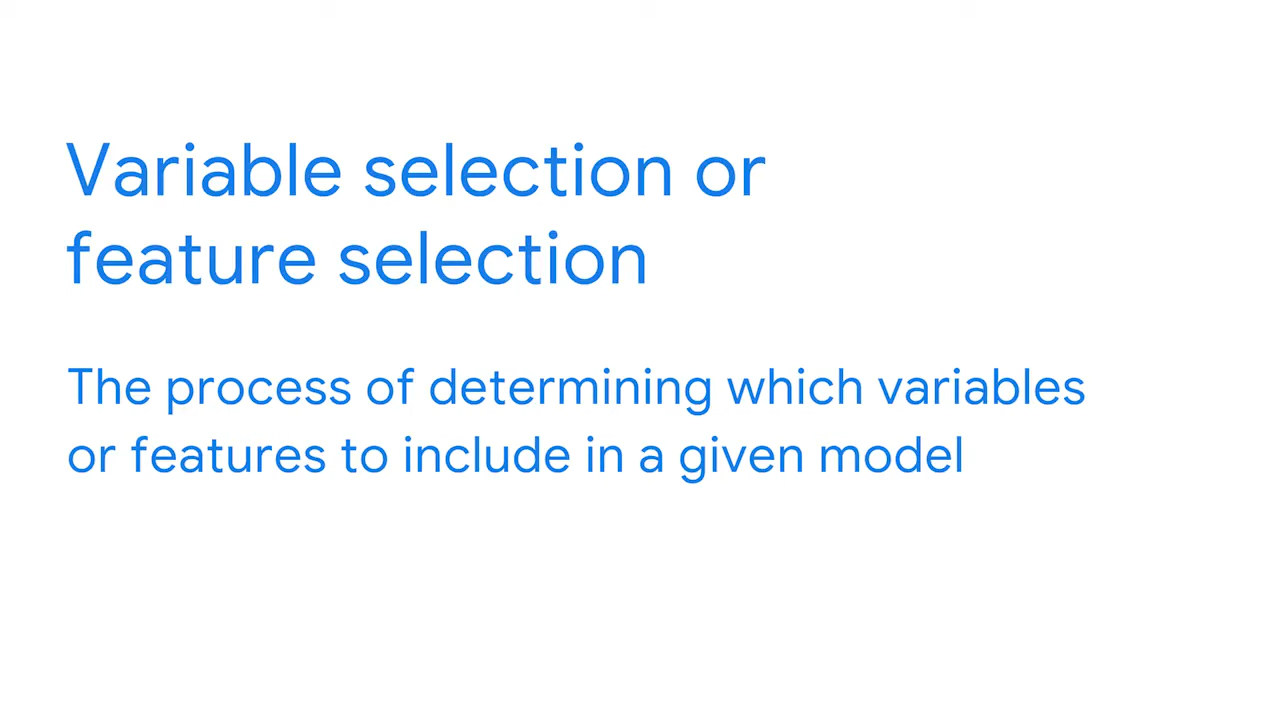 Variable selection or
feature selection
The process of determining which variables
or features to include in a given model